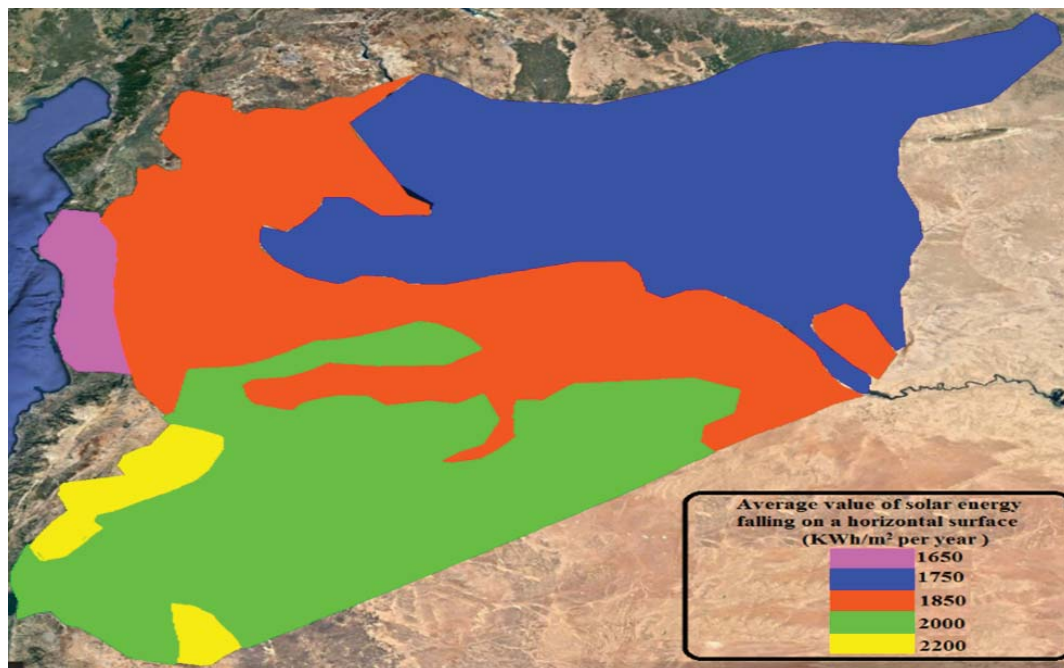 Average value of solar energy
falling on a horizontal surface
(KWh/m² per year )
1650
1750
1850
2000
2200